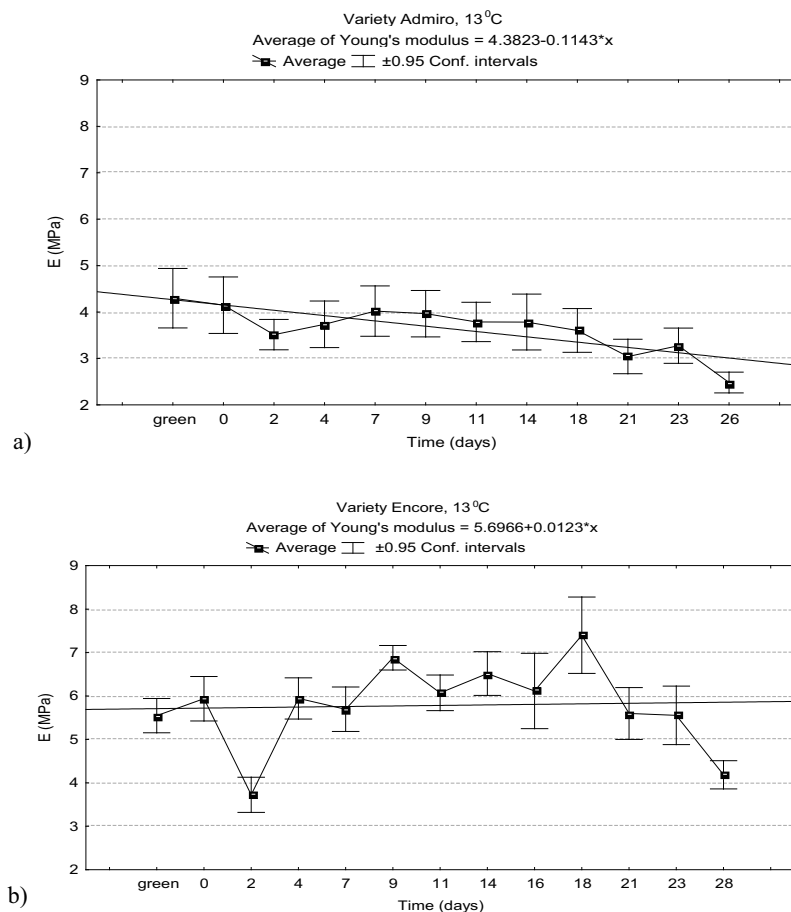 Variety Admiro, 13⁰C
Average of Young's modulus = 4.3823-0.1143*x
Average ±0.95 Conf. intervals
9
8
7
6
5
4
3
2
E (MPa)
green 0 2 4 7 9 11 14 18 21 23 26
Time (days)
a)
Variety Encore, 13⁰C
Average of Young's modulus = 5.6966+0.0123*x
Average ±0.95 Conf. intervals
9
8
7
6
5
4
3
2
E (MPa)
green 0 2 4 7 9 11 14 16 18 21 23 28
Time (days)
b)